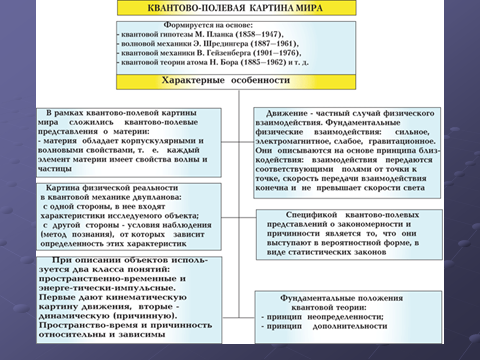 КВАНТОВО-ПОЛЕВАЯ КАРТИНА МИРА
Формируется на основе:
- квантовой гипотезы М. Планка (1858—1947),
- волновой механики Э. Шредингера (1887—1961),
- квантовой механики В. Гейзенберга (1901—1976),
- квантовой теории атома Н. Бора (1885—1962) и т. д.
Характерные особенности
В рамках квантово-полевой картины
мира сложились квантово-полевые
представления о материи:
- материя обладает корпускулярными и
волновыми свойствами, т. е. каждый
элемент материи имеет свойства волны и
частицы
Картина физической реальности
в квантовой механике двупланова:
с одной стороны, в нее входят
характеристики исследуемого объекта;
с другой стороны - условия наблюдения
(метод познания), от которых зависит
определенность этих характеристик
При описании объектов исполь-
зуется два класса понятий:
пространственно-временные и
энерге-тически-импульсные.
Первые дают кинематическую
картину движения, вторые -
динамическую (причинную).
Пространство-время и причинность
относительны и зависимы
Движение - частный случай физического
взаимодействия. Фундаментальные
физические взаимодействия: сильное,
электромагнитное, слабое, гравитационное.
Они описываются на основе принципа близ-
кодействия: взаимодействия передаются
соответствующими полями от точки к
точке, скорость передачи взаимодействия
конечна и не превышает скорости света
Спецификой квантово-полевых
представлений о закономерности и
причинности является то, что они
выступают в вероятностной форме, в
виде статистических законов
Фундаментальные положения
квантовой теории:
- принцип неопределенности;
- принцип дополнительности